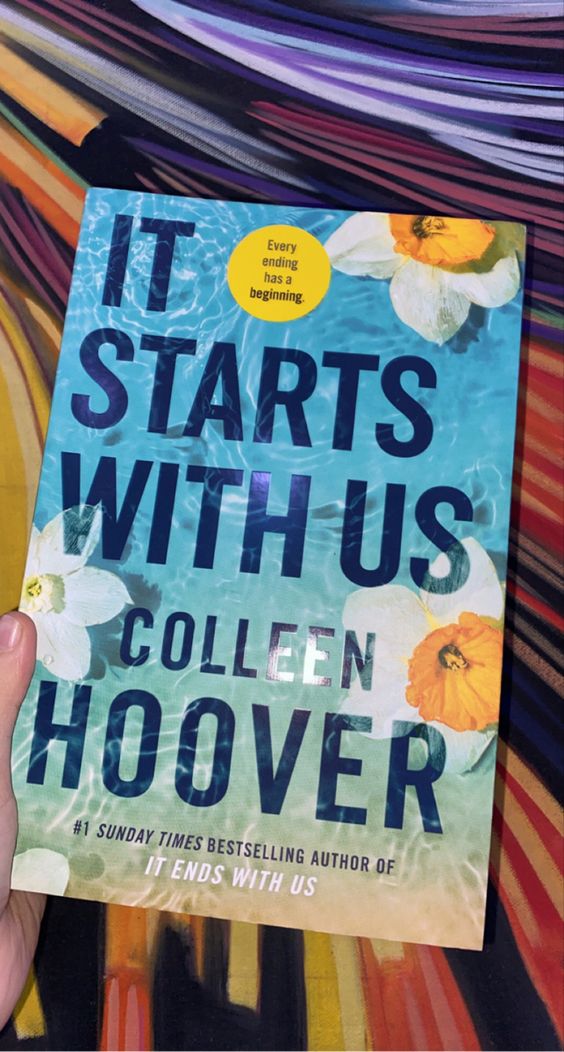 IT
Every
ending
has a
beginning.
STARTS
WITH US
COLLEEN
HOOVER
#1 SUNDAY TIMES BESTSELLING AUTHOR OF
IT ENDS WITH US